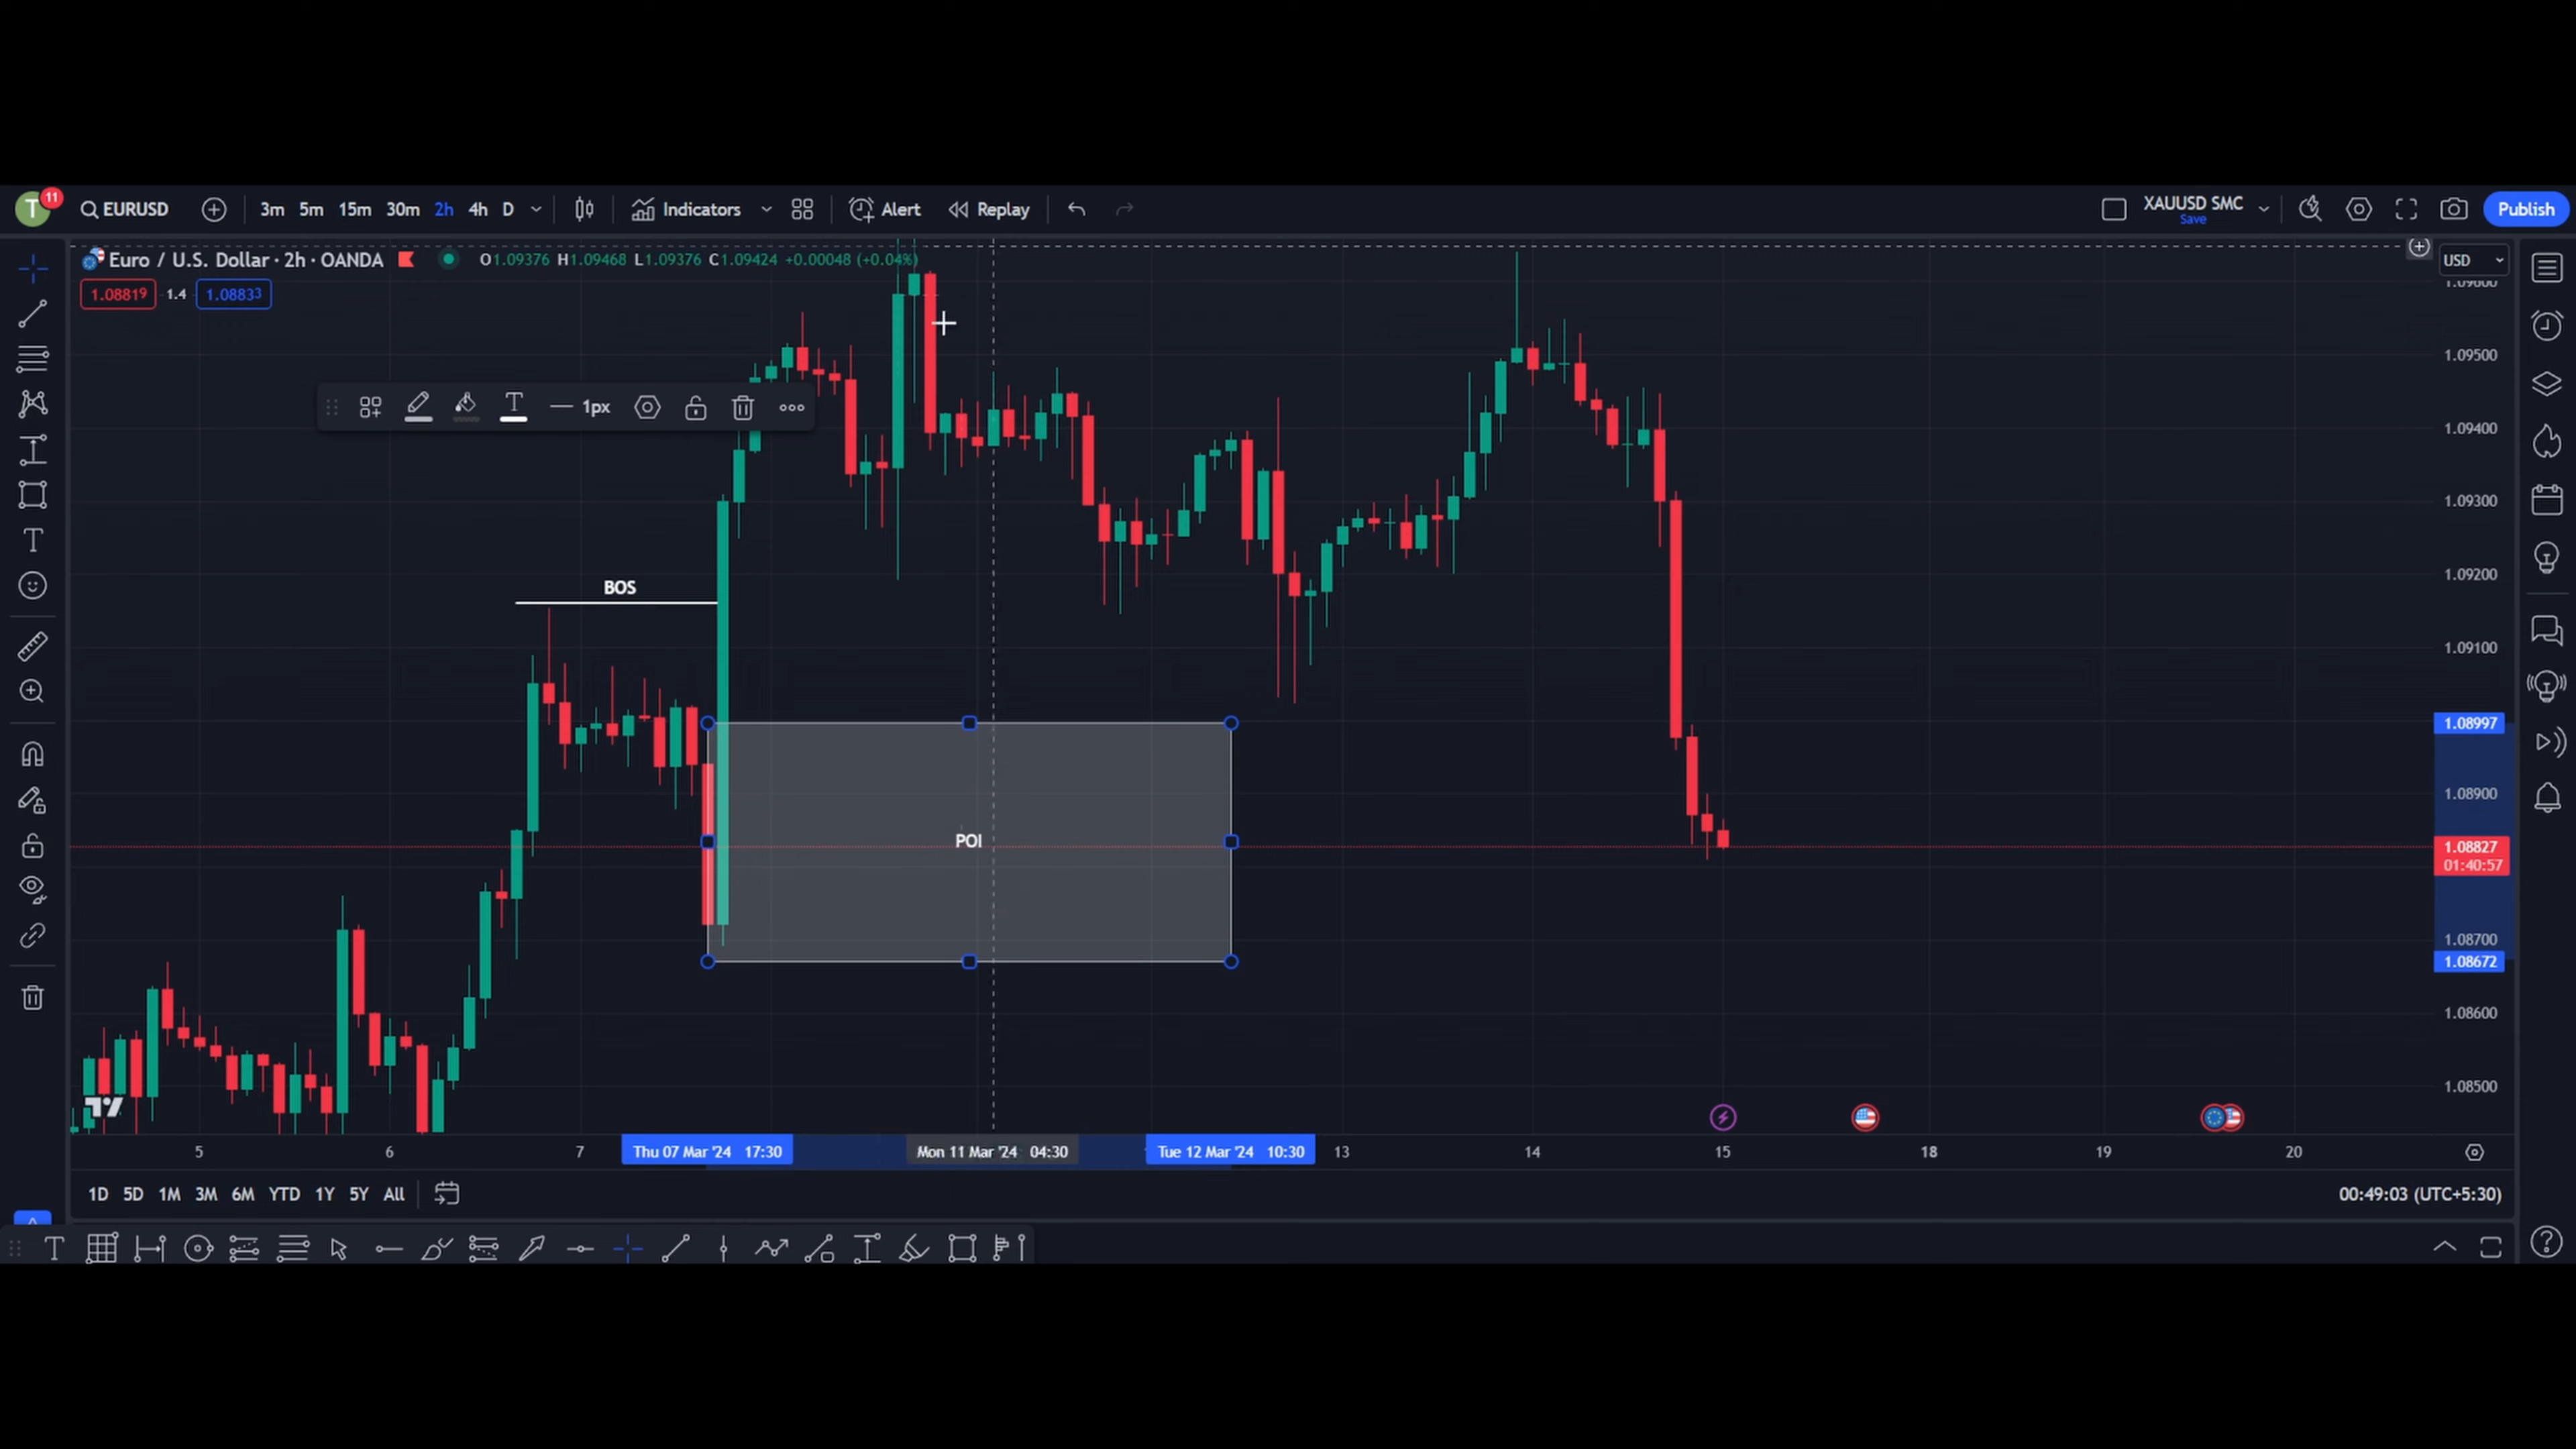 T 11 EURUSD 3m 5m 15m 30m 2h 4h D Indicators Alert Replay XAUUSD SMC Save Publish
Euro / U.S. Dollar · 2h · OANDA O1.09376 H1.09468 L1.09376 C1.09424 +0.00048 (+0.04%) USD
1.08819 1.4 1.08833
1.09600
1.09500
1px
1.09400
1.09300
1.09200
BOS
1.09100
1.08997
1.08900
POI
1.08827
01:40:57
1.08700
1.08672
1.08600
1.08500
5 6 7 Thu 07 Mar '24 17:30 Mon 11 Mar '24 04:30 Tue 12 Mar '24 10:30 13 14 15 18 19 20
1D 5D 1M 3M 6M YTD 1Y 5Y All 00:49:03 (UTC+5:30)